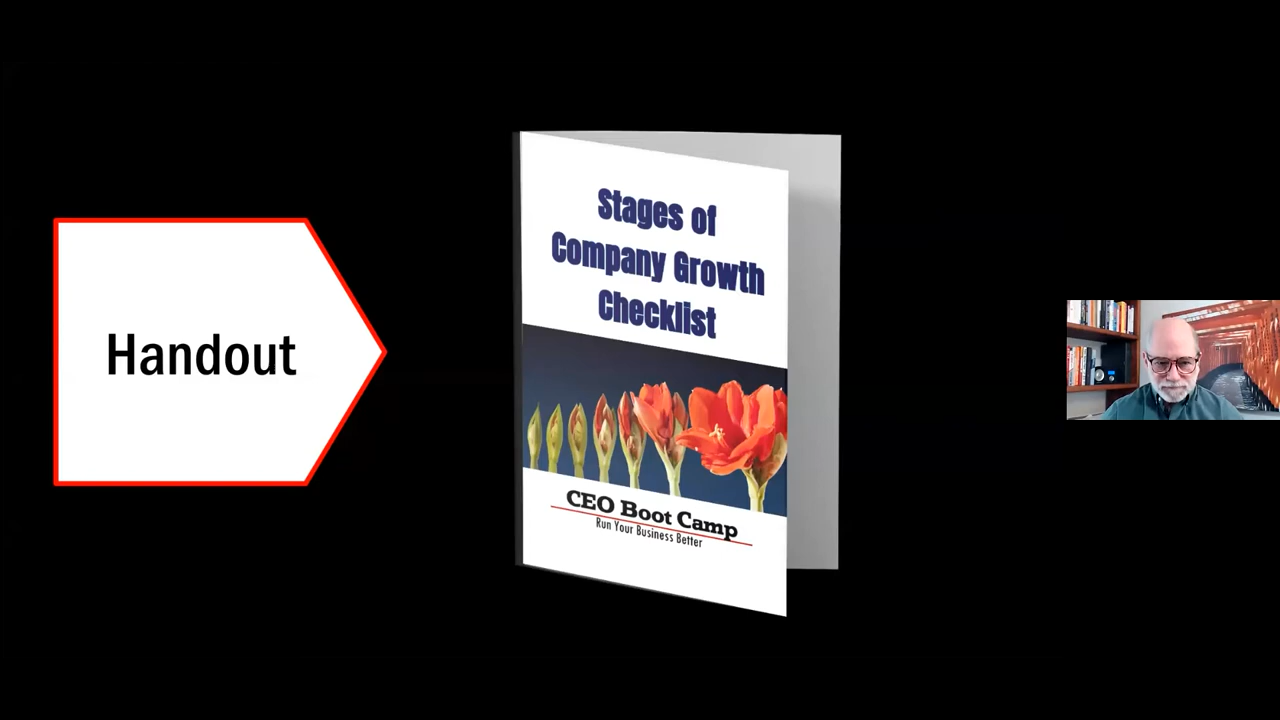 Handout
Stages of
Company Growth
Checklist
CEO Boot Camp
Run Your Business Better